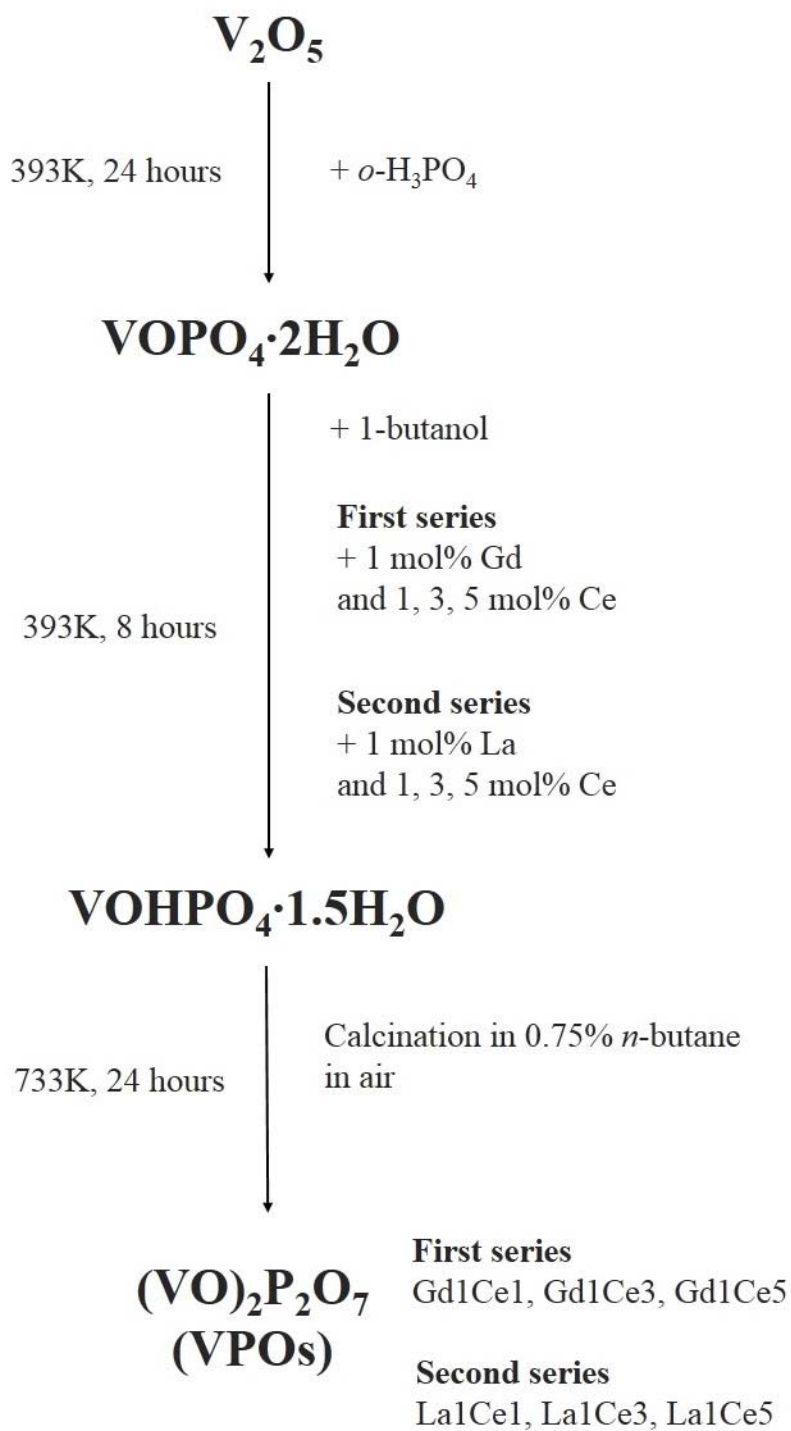 V₂O₅
393K, 24 hours
+ o-H₃PO₄
VOPO₄·2H₂O
+ 1-butanol
First series
+ 1 mol% Gd
and 1, 3, 5 mol% Ce
393K, 8 hours
Second series
+ 1 mol% La
and 1, 3, 5 mol% Ce
VOHPO₄·1.5H₂O
Calcination in 0.75% n-butane
in air
733K, 24 hours
(VO)₂P₂O₇
(VPOs)
First series
Gd1Ce1, Gd1Ce3, Gd1Ce5
Second series
La1Ce1, La1Ce3, La1Ce5